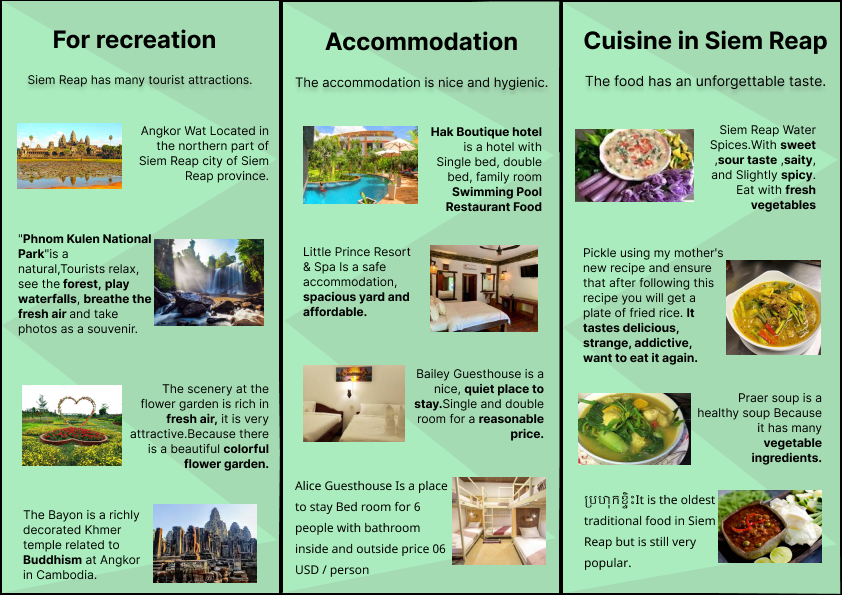 For recreation
Siem Reap has many tourist attractions.
Angkor Wat Located in
the northern part of
Siem Reap city of Siem
Reap province.
"Phnom Kulen National
Park"is a
natural,Tourists relax,
see the forest, play
waterfalls, breathe the
fresh air and take
photos as a souvenir.
The scenery at the
flower garden is rich in
fresh air, it is very
attractive.Because there
is a beautiful colorful
flower garden.
The Bayon is a richly
decorated Khmer
temple related to
Buddhism at Angkor
in Cambodia.
Accommodation
The accommodation is nice and hygienic.
Hak Boutique hotel
is a hotel with
Single bed, double
bed, family room
Swimming Pool
Restaurant Food
Little Prince Resort
& Spa Is a safe
accommodation,
spacious yard and
affordable.
Bailey Guesthouse is a
nice, quiet place to
stay.Single and double
room for a reasonable
price.
Alice Guesthouse Is a place
to stay Bed room for 6
people with bathroom
inside and outside price 06
USD / person
Cuisine in Siem Reap
The food has an unforgettable taste.
Siem Reap Water
Spices.With sweet
,sour taste ,saity,
and Slightly spicy.
Eat with fresh
vegetables
Pickle using my mother's
new recipe and ensure
that after following this
recipe you will get a
plate of fried rice. It
tastes delicious,
strange, addictive,
want to eat it again.
Praer soup is a
healthy soup Because
it has many
vegetable
ingredients.
ប្រហុកខ្ទិះIt is the oldest
traditional food in Siem
Reap but is still very
popular.